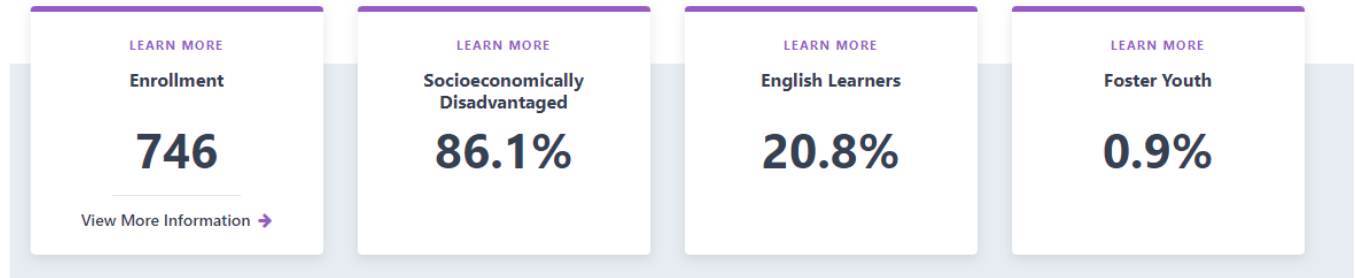 LEARN MORE
Enrollment
746
View More Information
LEARN MORE
Socioeconomically
Disadvantaged
86.1%
LEARN MORE
English Learners
20.8%
LEARN MORE
Foster Youth
0.9%